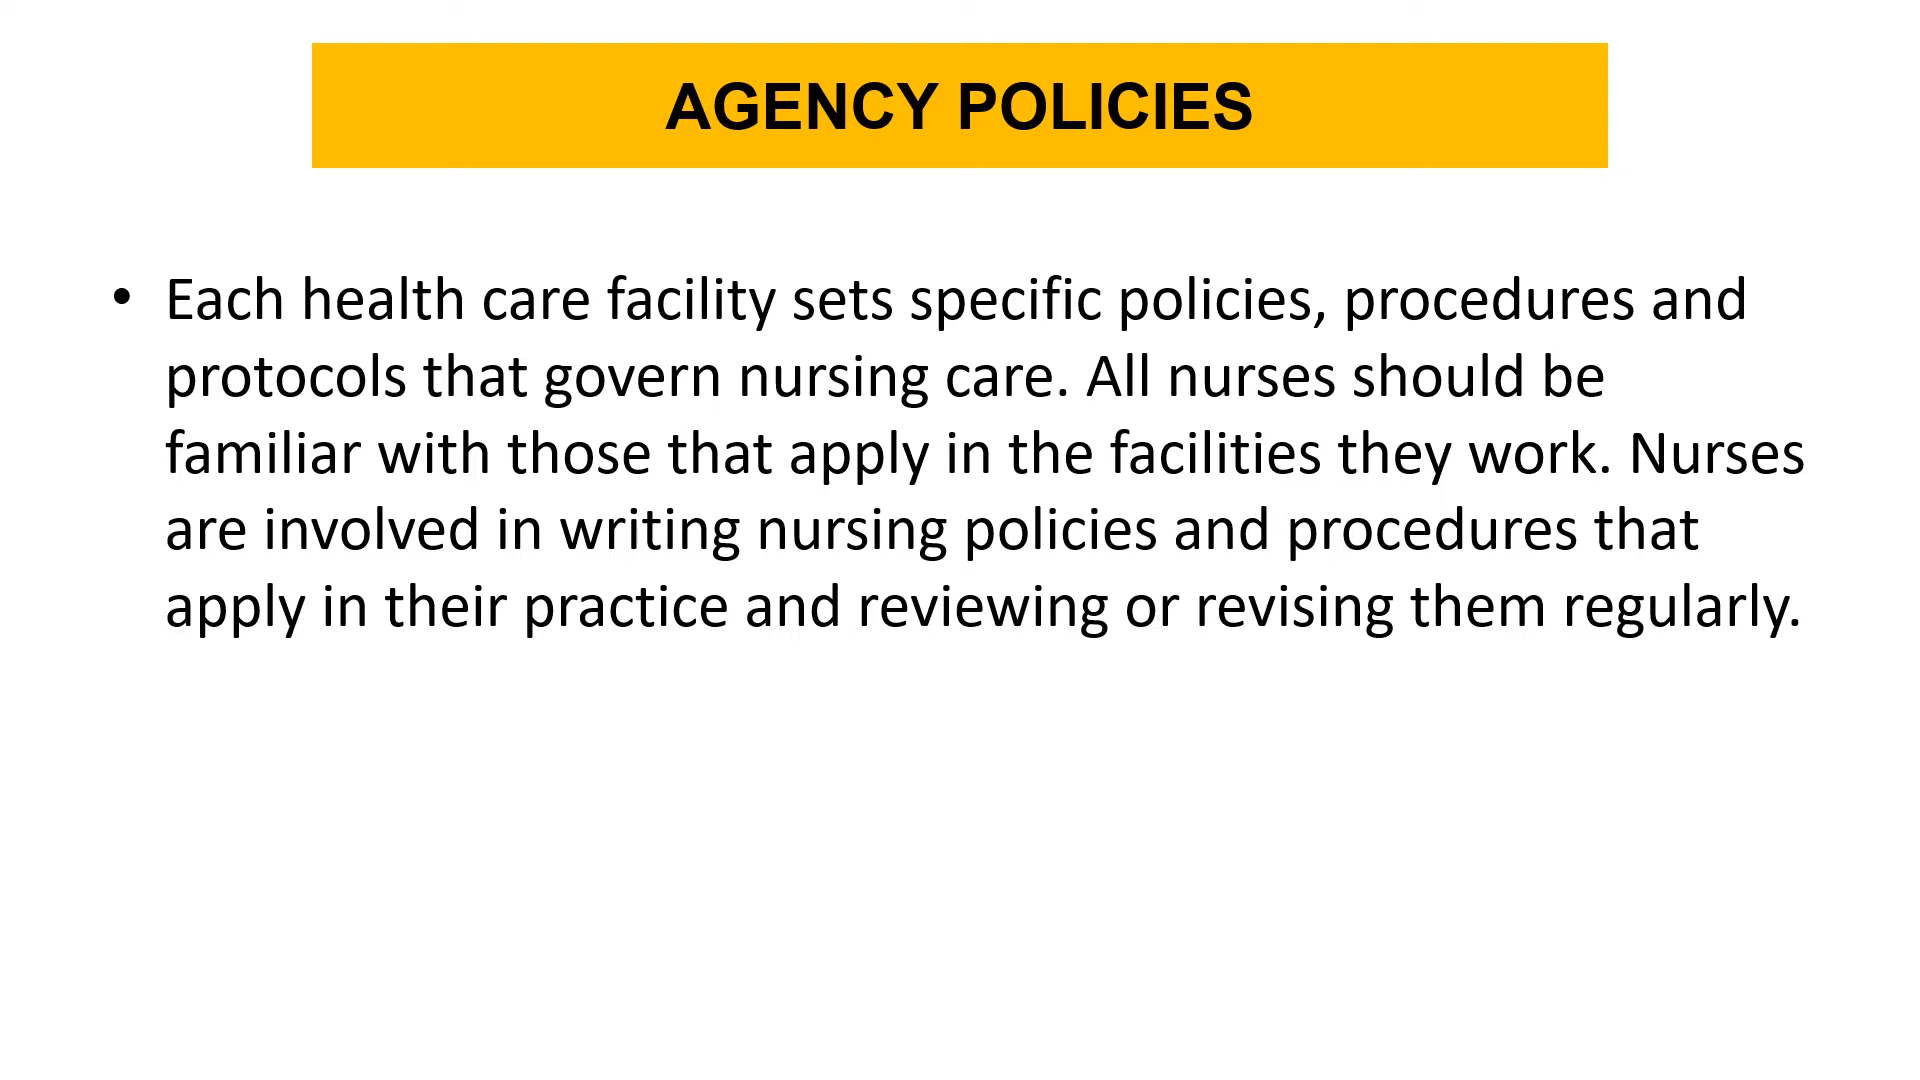 AGENCY POLICIES
• Each health care facility sets specific policies, procedures and
protocols that govern nursing care. All nurses should be
familiar with those that apply in the facilities they work. Nurses
are involved in writing nursing policies and procedures that
apply in their practice and reviewing or revising them regularly.